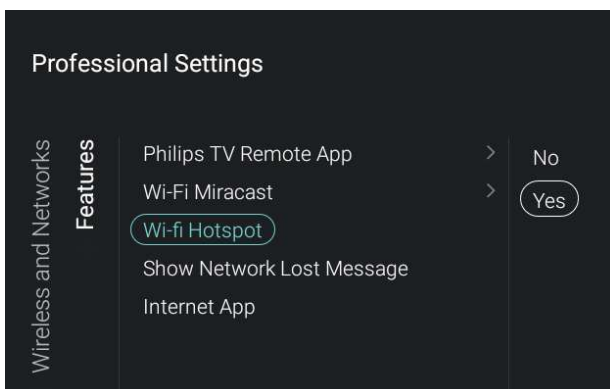 Professional Settings
Wireless and Networks
Features
Philips TV Remote App
Wi-Fi Miracast
Wi-fi Hotspot
Show Network Lost Message
Internet App
No
Yes